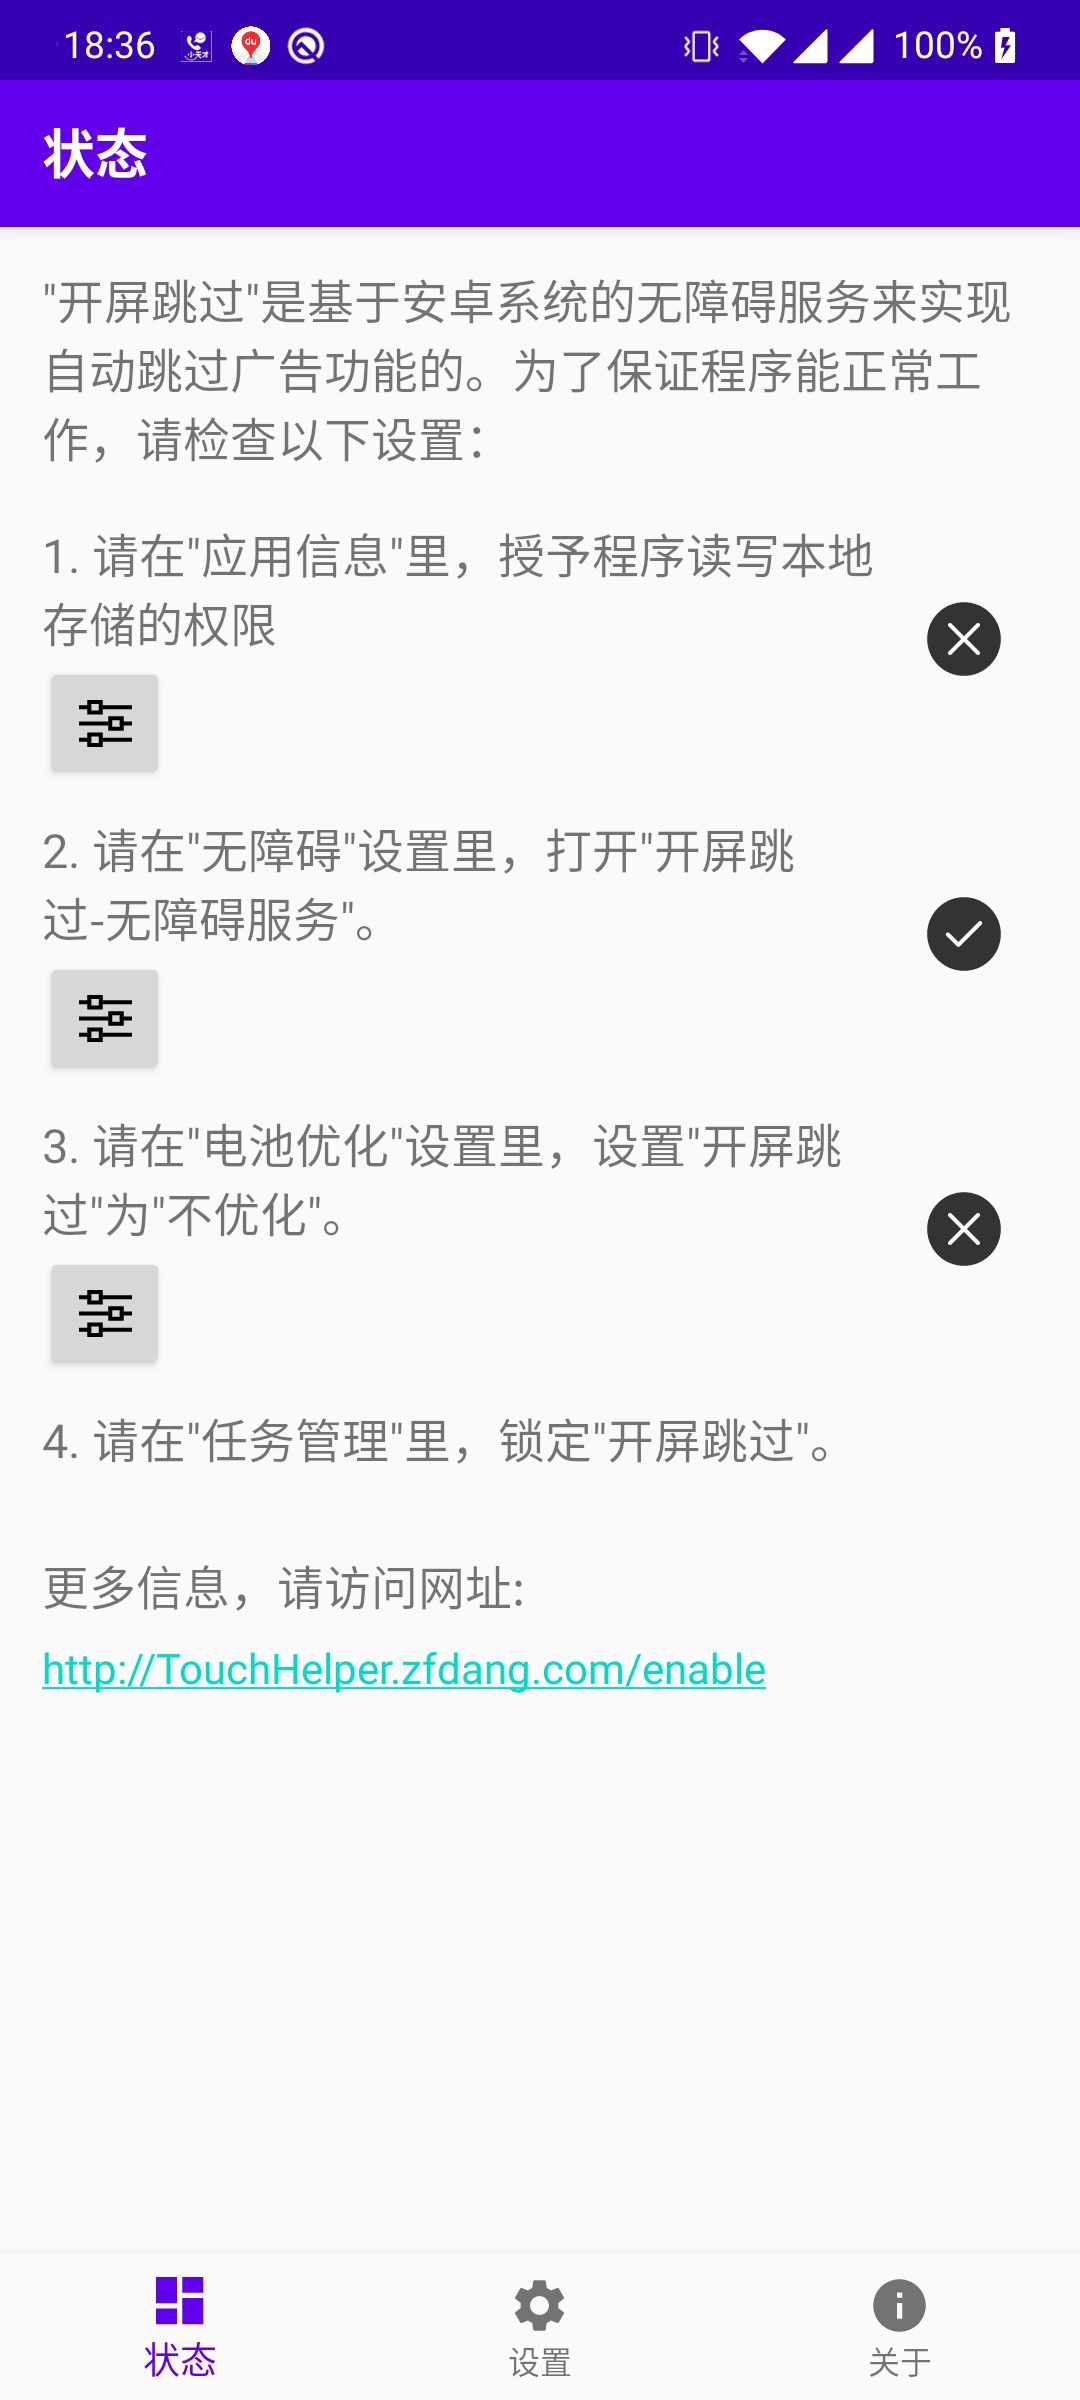 18:36
小天才
du
100%
状态
"开屏跳过"是基于安卓系统的无障碍服务来实现
自动跳过广告功能的。为了保证程序能正常工
作，请检查以下设置：
1. 请在"应用信息"里，授予程序读写本地
存储的权限
2. 请在"无障碍"设置里，打开"开屏跳
过-无障碍服务"。
3. 请在"电池优化"设置里，设置"开屏跳
过"为"不优化"。
4. 请在"任务管理"里，锁定"开屏跳过"。
更多信息，请访问网址:
http://TouchHelper.zfdang.com/enable
状态
设置
关于